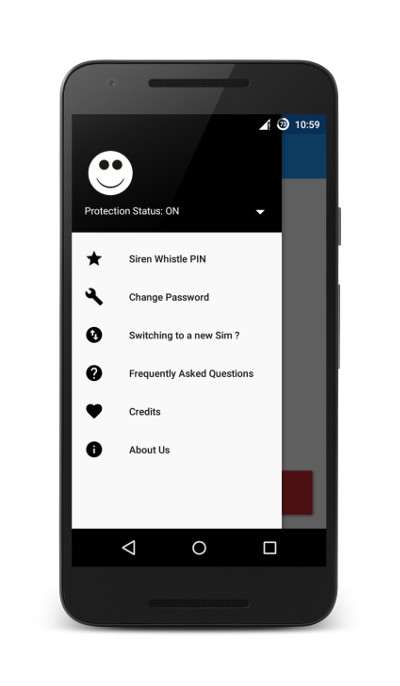 73 10:59
Protection Status: ON
Siren Whistle PIN
Change Password
Switching to a new Sim ?
Frequently Asked Questions
Credits
About Us